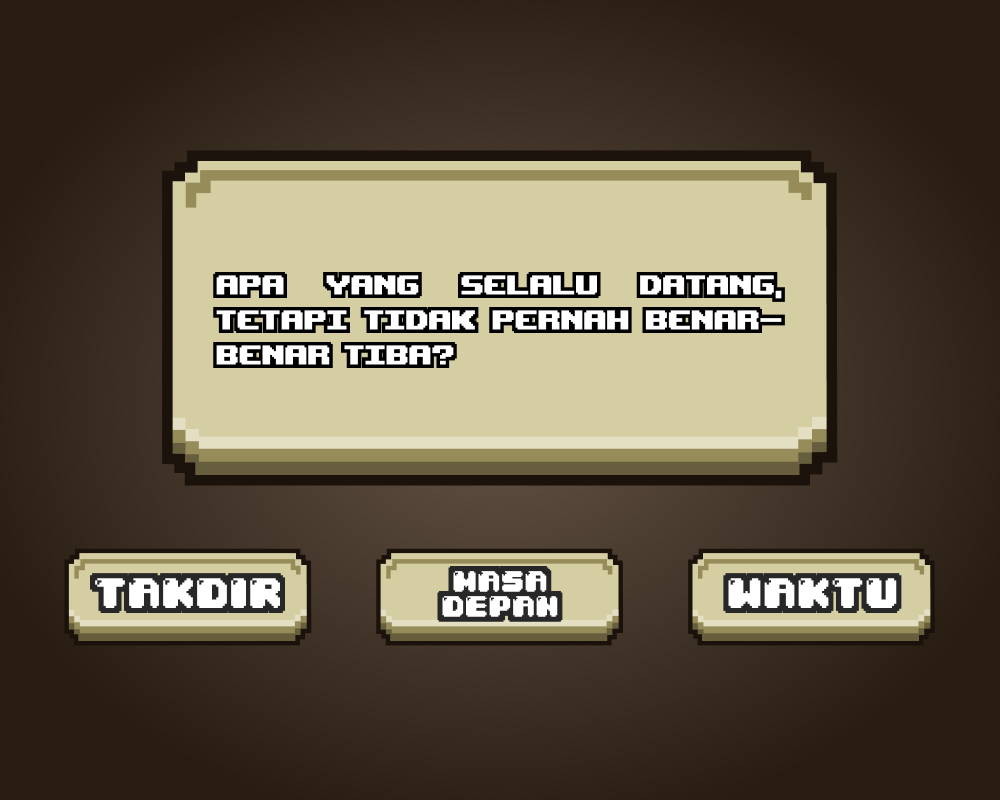 APA YANG SELALU DATANG,
TETAPI TIDAK PERNAH BENAR-
BENAR TIBA?
TAKDIR
MASA
DEPAN
WAKTU